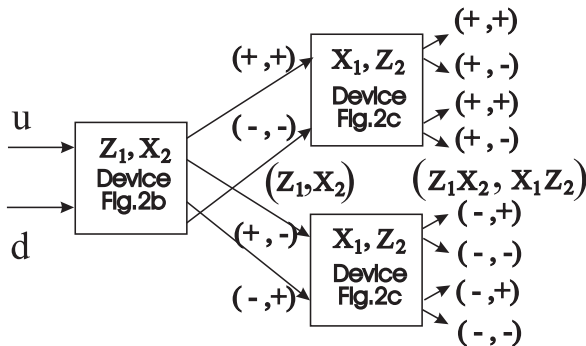 u
d
Z₁, X₂
Device
Fig.2b
(+ ,+)
(- ,-)
(Z₁,X₂)
(+ ,-)
(- ,+)
X₁, Z₂
Device
Fig.2c
X₁, Z₂
Device
Fig.2c
(+ ,+)
(+ ,-)
(+ ,+)
(+ ,-)
(Z₁X₂ , X₁Z₂)
(- ,+)
(- ,-)
(- ,+)
(- ,-)